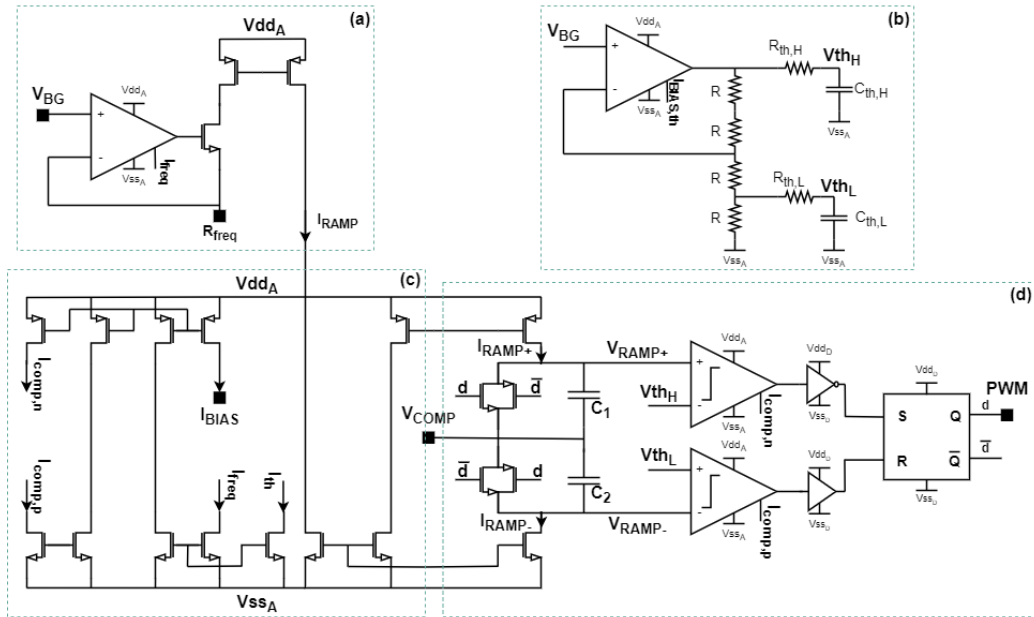 (a)
Vdd_A
V_BG
Vdd_A
+
-
Vss_A
I_freq
R_freq
I_RAMP
(b)
V_BG
Vdd_A
+
-
Vss_A
I_BIAS,th
R
R
R
R
Vss_A
R_th,H
Vth_H
C_th,H
Vss_A
R_th,L
Vth_L
C_th,L
Vss_A
(c)
Vdd_A
I_comp,n
I_BIAS
I_comp,p
I_freq
I_th
Vss_A
(d)
I_RAMP+
V_RAMP+
d
d̅
C_1
V_COMP
d̅
d
C_2
I_RAMP-
V_RAMP-
Vdd_A
+
Vth_H
-
Vss_A
I_comp,n
Vdd_D
Vss_D
Vdd_A
Vth_L
+
-
Vss_A
I_comp,p
Vdd_D
Vss_D
Vdd_D
S
Q
d
PWM
R
Q̅
d̅
Vss_D